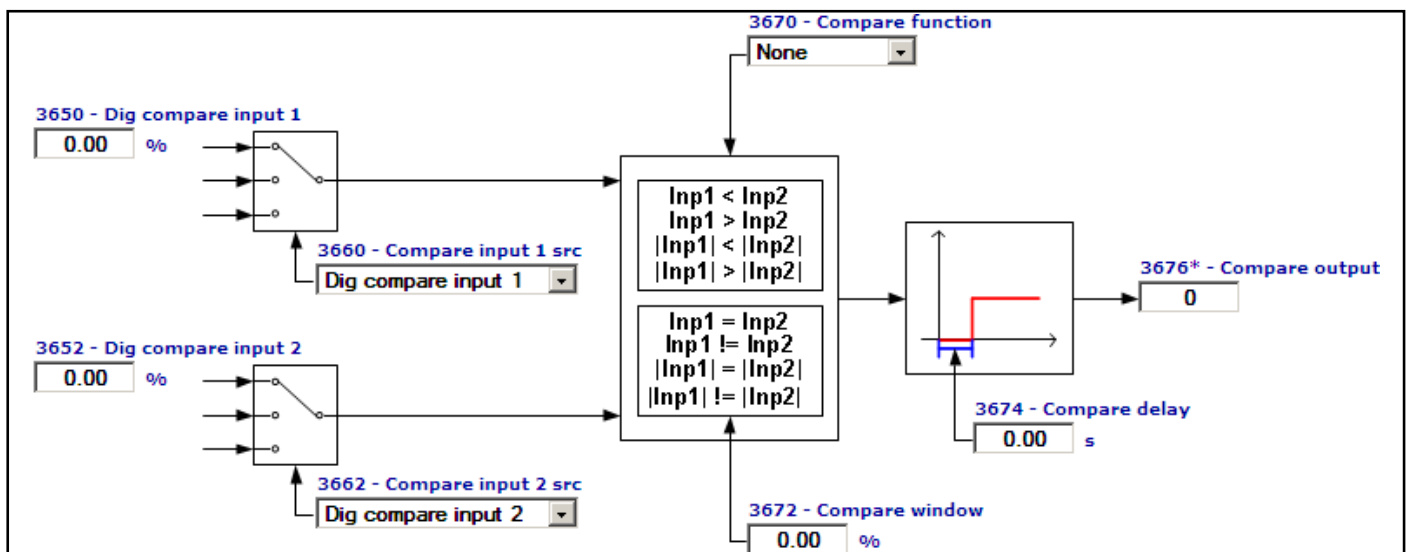 3670 - Compare function
None
3650 - Dig compare input 1
0.00 %
3660 - Compare input 1 src
Dig compare input 1
Inp1 < Inp2
Inp1 > Inp2
|Inp1| < |Inp2|
|Inp1| > |Inp2|
Inp1 = Inp2
Inp1 != Inp2
|Inp1| = |Inp2|
|Inp1| != |Inp2|
3676* - Compare output
0
3652 - Dig compare input 2
0.00 %
3674 - Compare delay
0.00 s
3662 - Compare input 2 src
Dig compare input 2
3672 - Compare window
0.00 %